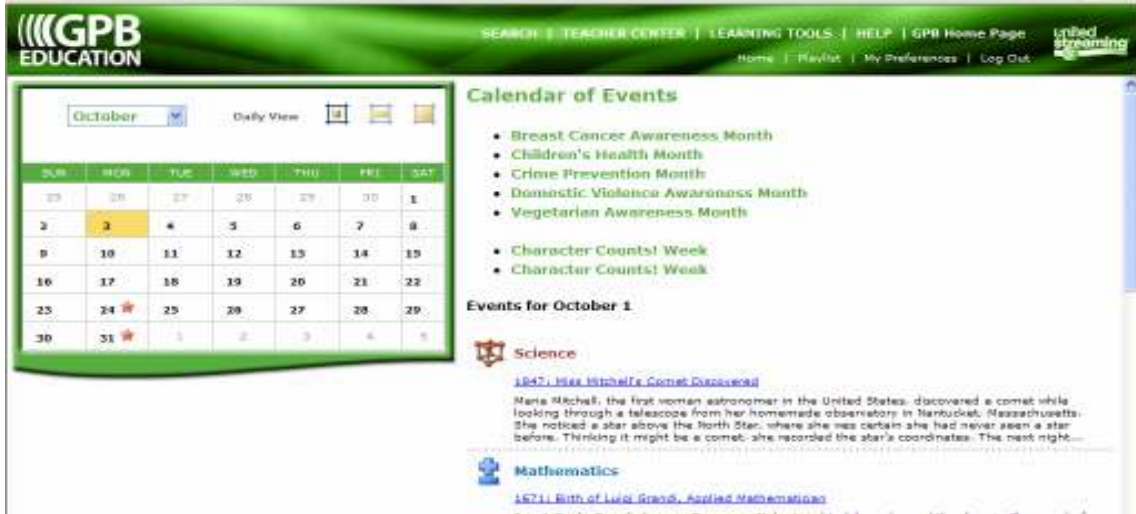 GPB
EDUCATION
SEARCH | TEACHER CENTER | LEARNING TOOLS | HELP | GPB Home Page
Home | Playlist | My Preferences | Log Out
united
streaming
October Daily View
SUN MON TUE WED THU FRI SAT
25 26 27 28 29 30 1
2 3 4 5 6 7 8
9 10 11 12 13 14 15
16 17 18 19 20 21 22
23 24 25 26 27 28 29
30 31 1 2 3 4 5
Calendar of Events
• Breast Cancer Awareness Month
• Children's Health Month
• Crime Prevention Month
• Domestic Violence Awareness Month
• Vegetarian Awareness Month
• Character Counts! Week
• Character Counts! Week
Events for October 1
Science
1847: Miss Mitchell's Comet Discovered
Maria Mitchell, the first woman astronomer in the United States, discovered a comet while
looking through a telescope from her homemade observatory in Nantucket, Massachusetts.
She noticed a star above the North Star, where she was certain she had never seen a star
before. Thinking it might be a comet, she recorded the star's coordinates. The next night...
Mathematics
1671: Birth of Luigi Grandi, Applied Mathematician